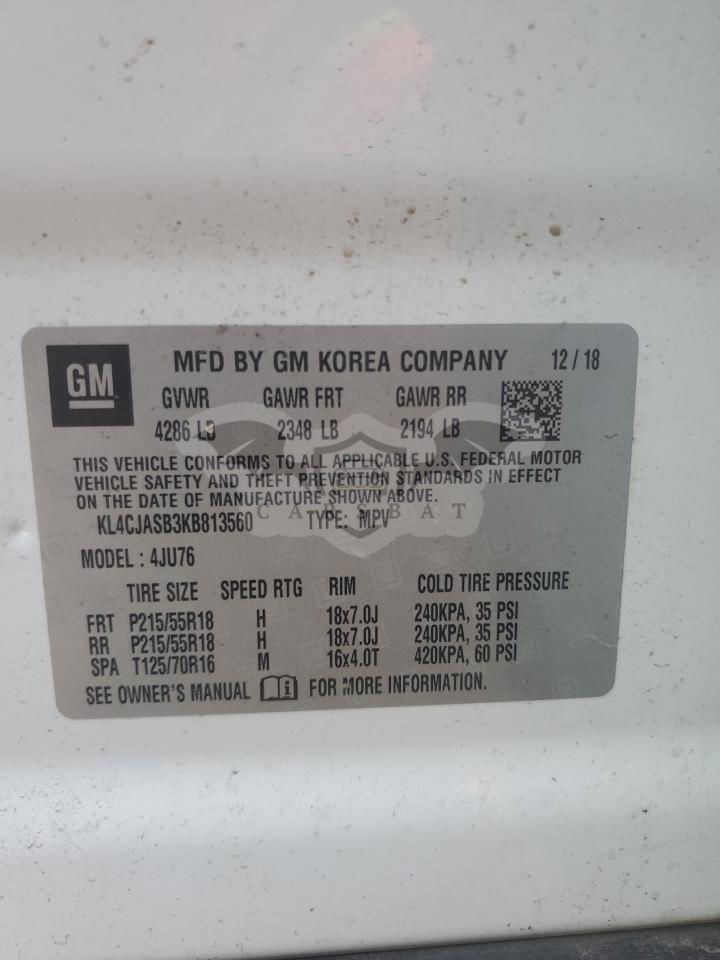 GM MFD BY GM KOREA COMPANY 12/18
GVWR GAWR FRT GAWR RR
4286 LB 2348 LB 2194 LB
THIS VEHICLE CONFORMS TO ALL APPLICABLE U.S. FEDERAL MOTOR
VEHICLE SAFETY AND THEFT PREVENTION STANDARDS IN EFFECT
ON THE DATE OF MANUFACTURE SHOWN ABOVE.
CARSBAT
KL4CJASB3KB813560 TYPE: MPV
MODEL : 4JU76
TIRE SIZE SPEED RTG RIM COLD TIRE PRESSURE
FRT P215/55R18 H 18x7.0J 240KPA, 35 PSI
RR P215/55R18 H 18x7.0J 240KPA, 35 PSI
SPA T125/70R16 M 16x4.0T 420KPA, 60 PSI
SEE OWNER'S MANUAL FOR MORE INFORMATION.